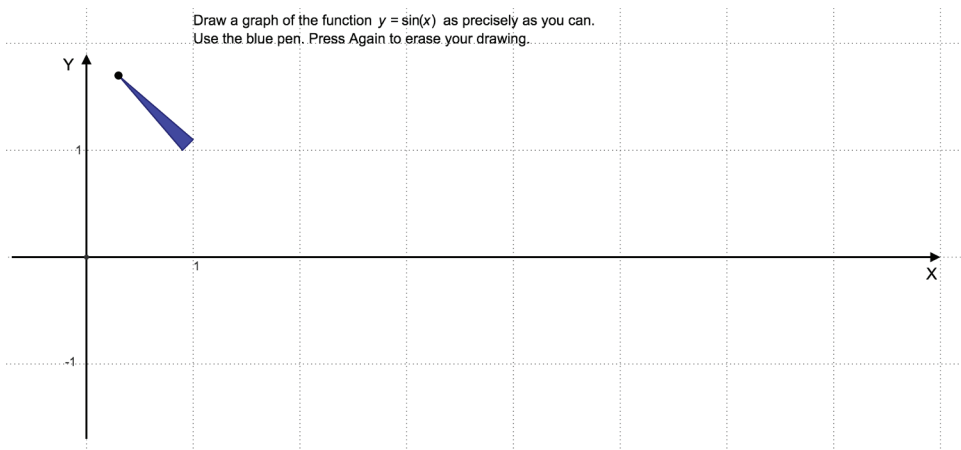 Draw a graph of the function y = sin(x) as precisely as you can.
Use the blue pen. Press Again to erase your drawing.
Y
1
1
X
-1